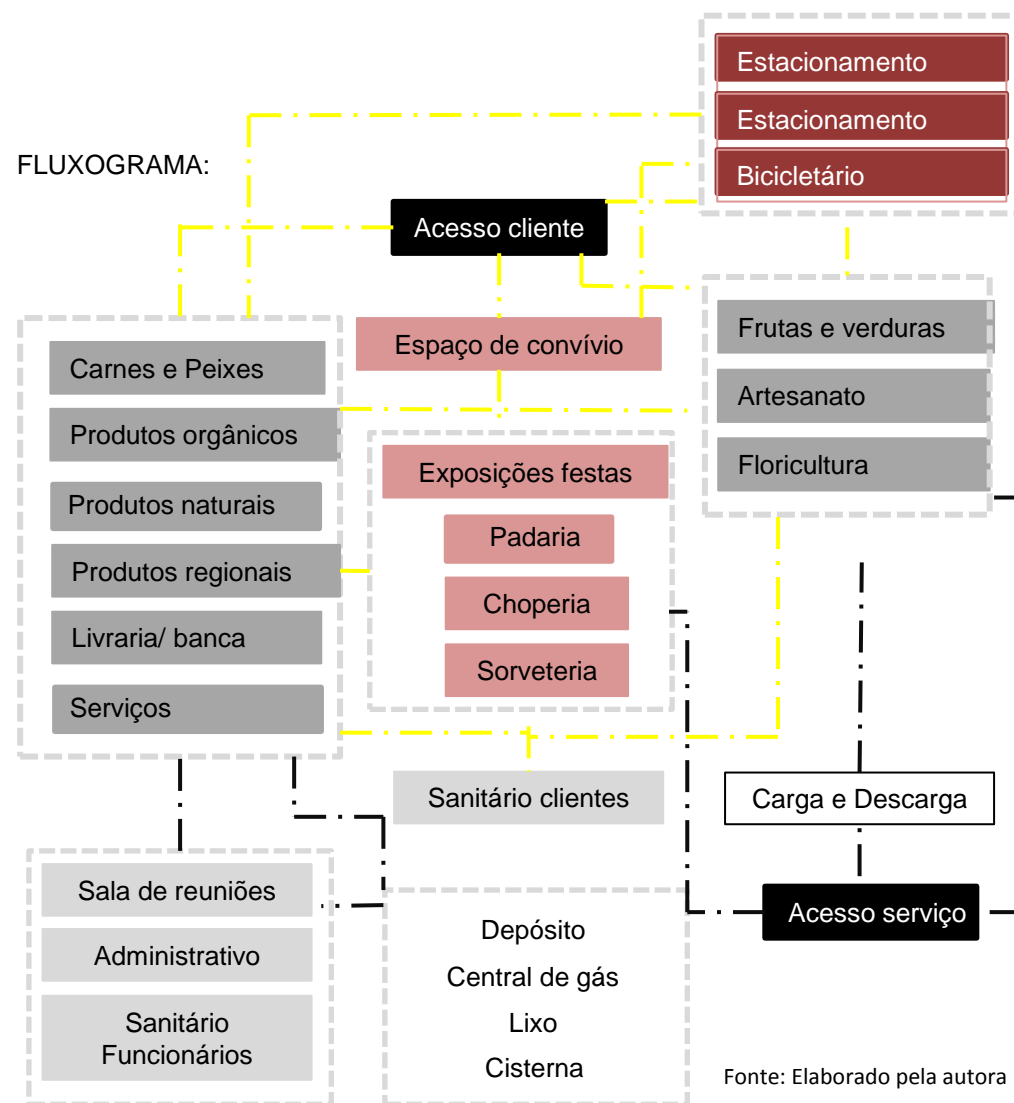 Estacionamento
Estacionamento
Bicicletário
FLUXOGRAMA:
Acesso cliente
Espaço de convívio
Carnes e Peixes
Produtos orgânicos
Produtos naturais
Produtos regionais
Livraria/ banca
Serviços
Exposições festas
Padaria
Choperia
Sorveteria
Frutas e verduras
Artesanato
Floricultura
Sanitário clientes
Carga e Descarga
Acesso serviço
Sala de reuniões
Administrativo
Sanitário
Funcionários
Depósito
Central de gás
Lixo
Cisterna
Fonte: Elaborado pela autora